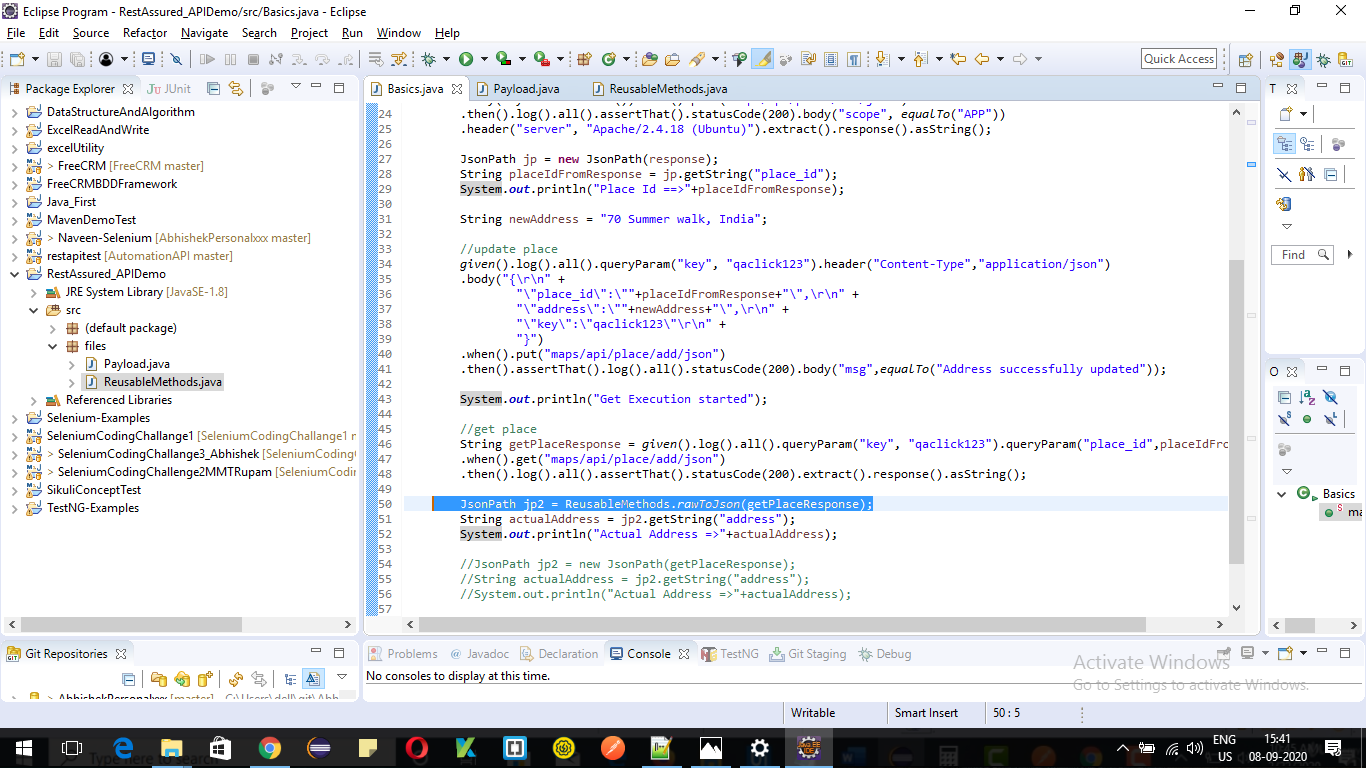 Eclipse Program - RestAssured_APIDemo/src/Basics.java - Eclipse
File Edit Source Refactor Navigate Search Project Run Window Help
Quick Access
Package Explorer JUnit
DataStructureAndAlgorithm
ExcelReadAndWrite
excelUtility
> FreeCRM [FreeCRM master]
FreeCRMBDDFramework
Java_First
MavenDemoTest
> Naveen-Selenium [AbhishekPersonalxxx master]
restapitest [AutomationAPI master]
RestAssured_APIDemo
JRE System Library [JavaSE-1.8]
src
(default package)
files
Payload.java
ReusableMethods.java
Referenced Libraries
Selenium-Examples
SeleniumCodingChallange1 [SeleniumCodingChallange1 r
> SeleniumCodingChallange3_Abhishek [SeleniumCoding
> SeleniumCodingChallenge2MMTRupam [SeleniumCodir
SikuliConceptTest
TestNG-Examples
Basics.java Payload.java ReusableMethods.java
24 .then().log().all().assertThat().statusCode(200).body("scope", equalTo("APP"))
25 .header("server", "Apache/2.4.18 (Ubuntu)").extract().response().asString();
26
27 JsonPath jp = new JsonPath(response);
28 String placeIdFromResponse = jp.getString("place_id");
29 System.out.println("Place Id ==>"+placeIdFromResponse);
30
31 String newAddress = "70 Summer walk, India";
32
33 //update place
34 given().log().all().queryParam("key", "qaclick123").header("Content-Type","application/json")
35 .body("{\r\n" +
36 "\"place_id\":\""+placeIdFromResponse+"\",\r\n" +
37 "\"address\":\""+newAddress+"\",\r\n" +
38 "\"key\":\"qaclick123\"\r\n" +
39 "}")
40 .when().put("maps/api/place/add/json")
41 .then().assertThat().log().all().statusCode(200).body("msg",equalTo("Address successfully updated"));
42
43 System.out.println("Get Execution started");
44
45 //get place
46 String getPlaceResponse = given().log().all().queryParam("key", "qaclick123").queryParam("place_id",placeIdFrc
47 .when().get("maps/api/place/add/json")
48 .then().log().all().assertThat().statusCode(200).extract().response().asString();
49
50 JsonPath jp2 = ReusableMethods.rawToJson(getPlaceResponse);
51 String actualAddress = jp2.getString("address");
52 System.out.println("Actual Address =>"+actualAddress);
53
54 //JsonPath jp2 = new JsonPath(getPlaceResponse);
55 //String actualAddress = jp2.getString("address");
56 //System.out.println("Actual Address =>"+actualAddress);
57
T
Find
O
Basics
ma
Git Repositories
> AbhishekPersonalxxx [master] - C:\Users\dell\git\Abh
Problems @ Javadoc Declaration Console TestNG Git Staging Debug
No consoles to display at this time.
Activate Windows
Go to Settings to activate Windows.
Writable Smart Insert 50 : 5
ENG
US
15:41
08-09-2020